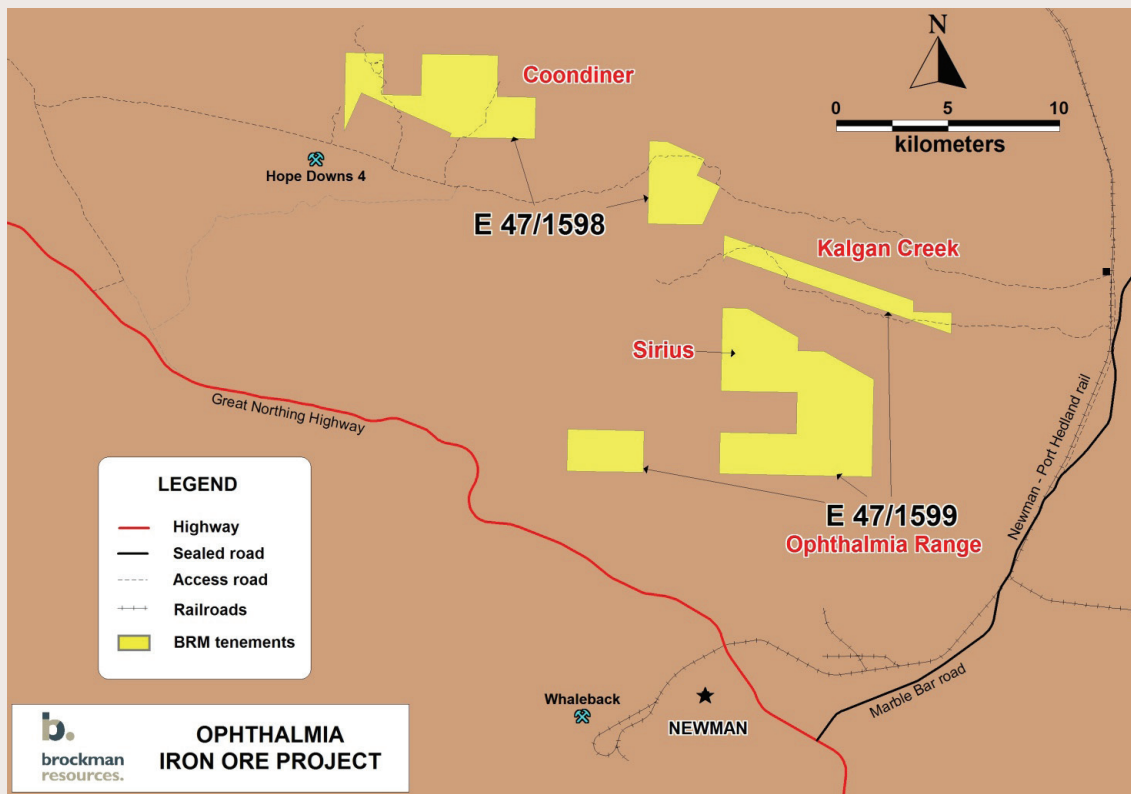 N
Coondiner
0 5 10
kilometers
Hope Downs 4
E 47/1598
Kalgan Creek
Sirius
Great Northing Highway
Newman - Port Hedland rail
LEGEND
Highway
Sealed road
Access road
Railroads
BRM tenements
E 47/1599
Ophthalmia Range
Marble Bar road
Whaleback
NEWMAN
b.
brockman
resources.
OPHTHALMIA
IRON ORE PROJECT